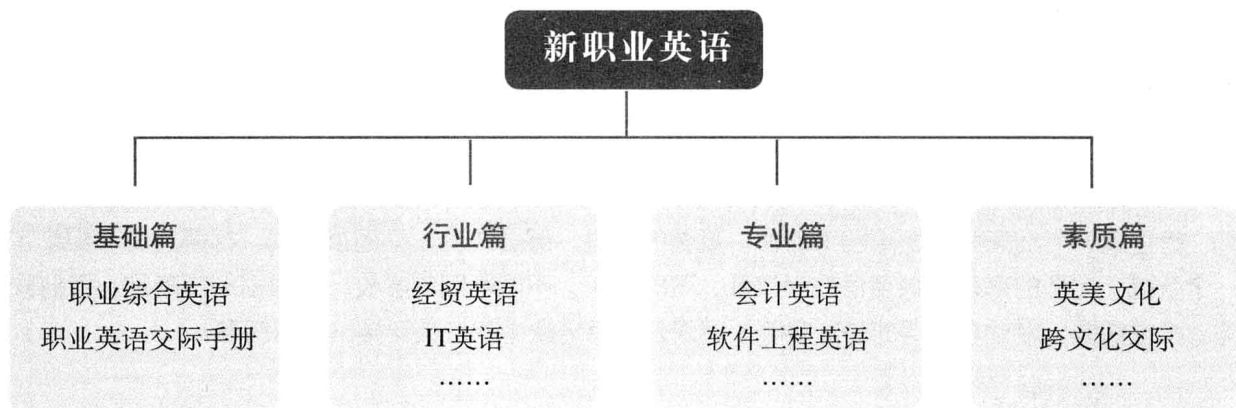 新职业英语
基础篇
职业综合英语
职业英语交际手册
行业篇
经贸英语
IT英语
……
专业篇
会计英语
软件工程英语
……
素质篇
英美文化
跨文化交际
……